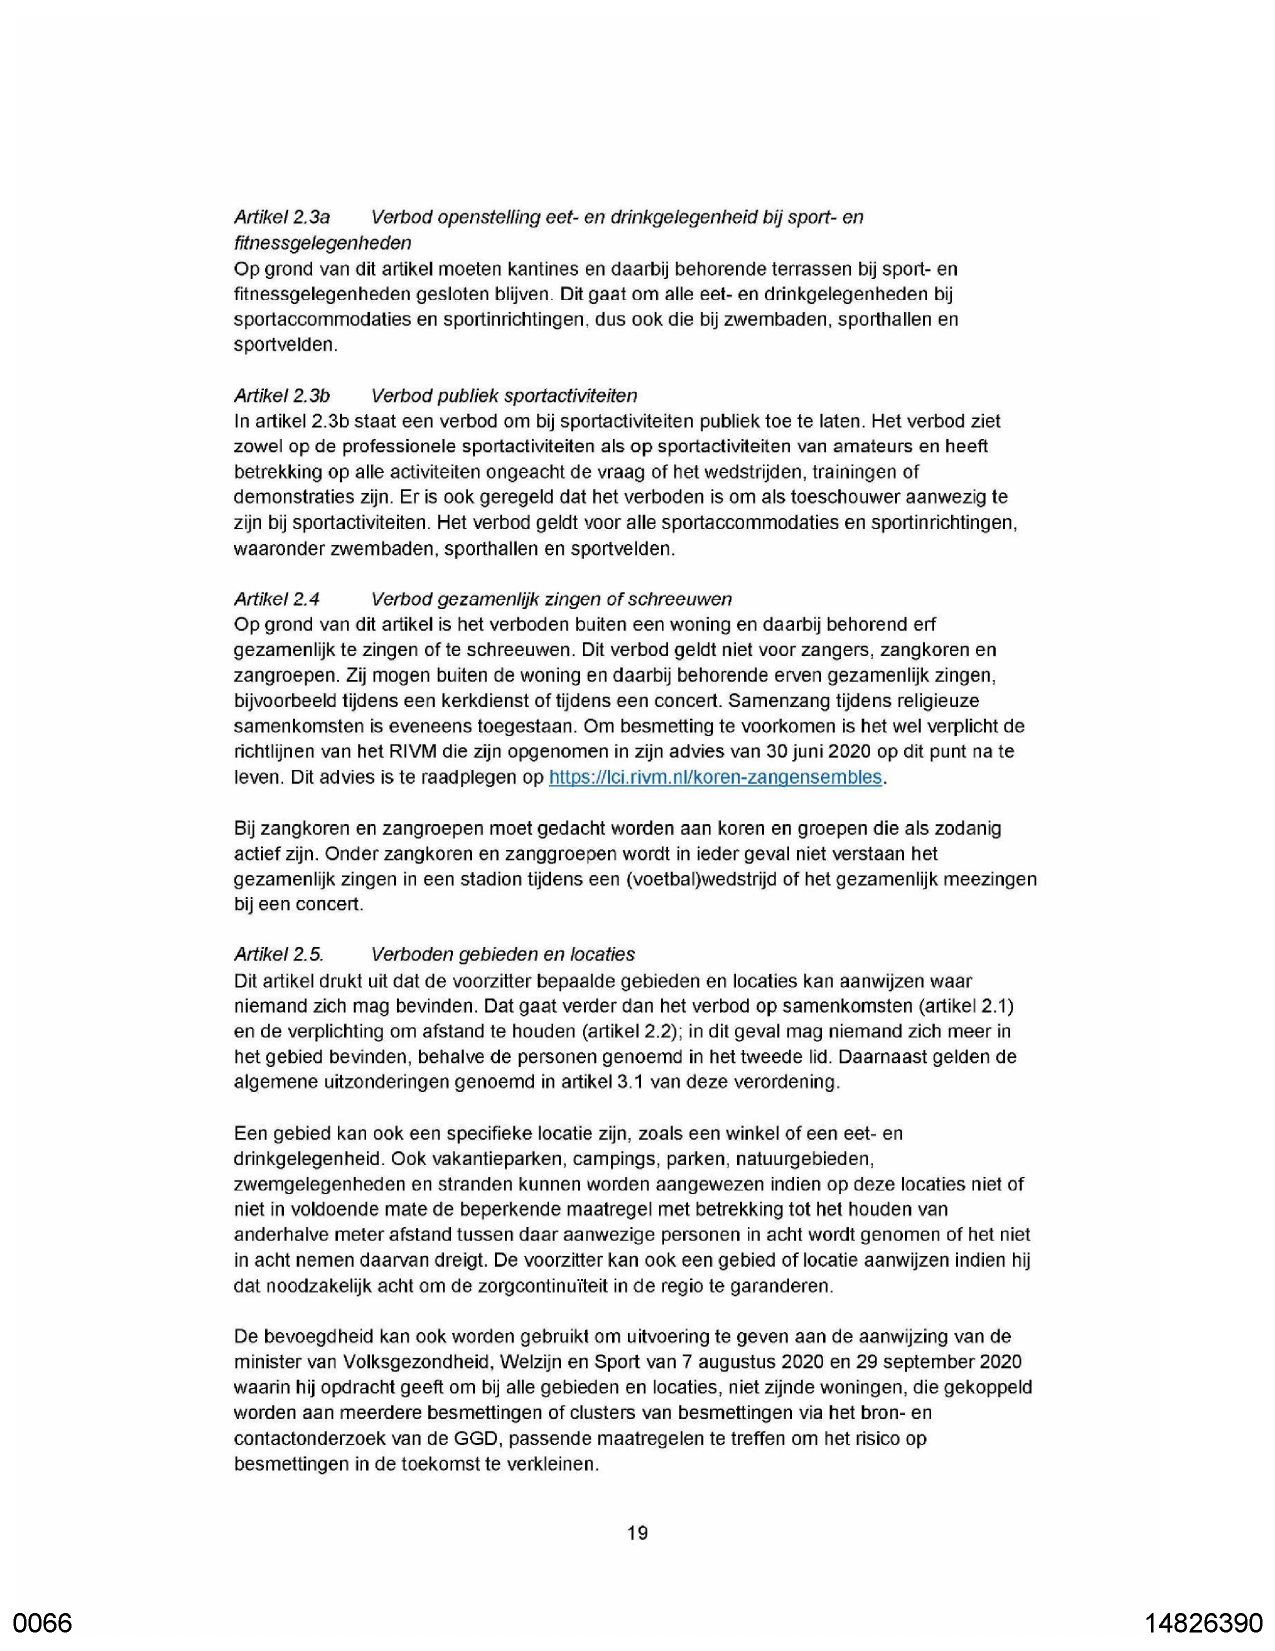 Artikel 2.3a Verbod openstelling eet- en drinkgelegenheid bij sport- en
fitnessgelegenheden
Op grond van dit artikel moeten kantines en daarbij behorende terrassen bij sport- en
fitnessgelegenheden gesloten blijven. Dit gaat om alle eet- en drinkgelegenheden bij
sportaccommodaties en sportinrichtingen, dus ook die bij zwembaden, sporthallen en
sportvelden.
Artikel 2.3b Verbod publiek sportactiviteiten
In artikel 2.3b staat een verbod om bij sportactiviteiten publiek toe te laten. Het verbod ziet
zowel op de professionele sportactiviteiten als op sportactiviteiten van amateurs en heeft
betrekking op alle activiteiten ongeacht de vraag of het wedstrijden, trainingen of
demonstraties zijn. Er is ook geregeld dat het verboden is om als toeschouwer aanwezig te
zijn bij sportactiviteiten. Het verbod geldt voor alle sportaccommodaties en sportinrichtingen,
waaronder zwembaden, sporthallen en sportvelden.
Artikel 2.4 Verbod gezamenlijk zingen of schreeuwen
Op grond van dit artikel is het verboden buiten een woning en daarbij behorend erf
gezamenlijk te zingen of te schreeuwen. Dit verbod geldt niet voor zangers, zangkoren en
zangroepen. Zij mogen buiten de woning en daarbij behorende erven gezamenlijk zingen,
bijvoorbeeld tijdens een kerkdienst of tijdens een concert. Samenzang tijdens religieuze
samenkomsten is eveneens toegestaan. Om besmetting te voorkomen is het wel verplicht de
richtlijnen van het RIVM die zijn opgenomen in zijn advies van 30 juni 2020 op dit punt na te
leven. Dit advies is te raadplegen op https://lci.rivm.nl/koren-zangensembles.
Bij zangkoren en zangroepen moet gedacht worden aan koren en groepen die als zodanig
actief zijn. Onder zangkoren en zanggroepen wordt in ieder geval niet verstaan het
gezamenlijk zingen in een stadion tijdens een (voetbal)wedstrijd of het gezamenlijk meezingen
bij een concert.
Artikel 2.5. Verboden gebieden en locaties
Dit artikel drukt uit dat de voorzitter bepaalde gebieden en locaties kan aanwijzen waar
niemand zich mag bevinden. Dat gaat verder dan het verbod op samenkomsten (artikel 2.1)
en de verplichting om afstand te houden (artikel 2.2); in dit geval mag niemand zich meer in
het gebied bevinden, behalve de personen genoemd in het tweede lid. Daarnaast gelden de
algemene uitzonderingen genoemd in artikel 3.1 van deze verordening.
Een gebied kan ook een specifieke locatie zijn, zoals een winkel of een eet- en
drinkgelegenheid. Ook vakantieparken, campings, parken, natuurgebieden,
zwemgelegenheden en stranden kunnen worden aangewezen indien op deze locaties niet of
niet in voldoende mate de beperkende maatregel met betrekking tot het houden van
anderhalve meter afstand tussen daar aanwezige personen in acht wordt genomen of het niet
in acht nemen daarvan dreigt. De voorzitter kan ook een gebied of locatie aanwijzen indien hij
dat noodzakelijk acht om de zorgcontinuïteit in de regio te garanderen.
De bevoegdheid kan ook worden gebruikt om uitvoering te geven aan de aanwijzing van de
minister van Volksgezondheid, Welzijn en Sport van 7 augustus 2020 en 29 september 2020
waarin hij opdracht geeft om bij alle gebieden en locaties, niet zijnde woningen, die gekoppeld
worden aan meerdere besmettingen of clusters van besmettingen via het bron- en
contactonderzoek van de GGD, passende maatregelen te treffen om het risico op
besmettingen in de toekomst te verkleinen.
19
0066
14826390